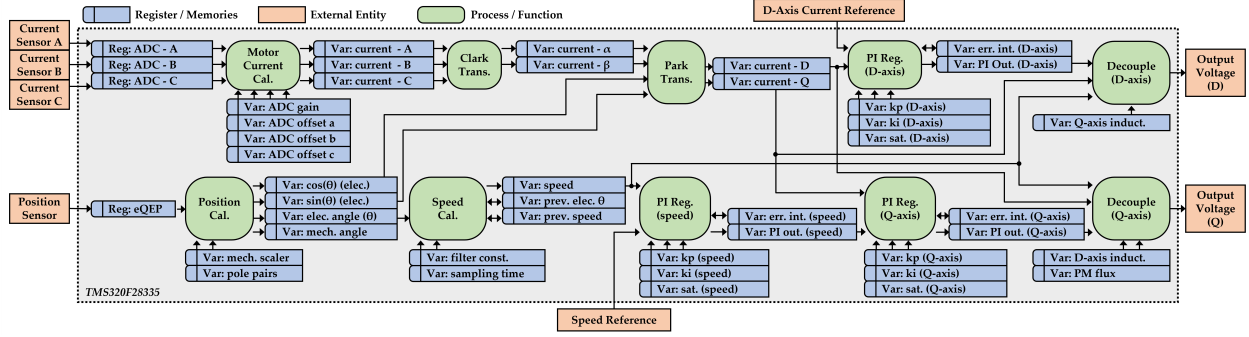 Register / Memories
External Entity
Process / Function
D-Axis Current Reference
Current
Sensor A
Current
Sensor B
Current
Sensor C
Reg: ADC - A
Reg: ADC - B
Reg: ADC - C
Motor
Current
Cal.
Var: current - A
Var: current - B
Var: current - C
Clark
Trans.
Var: current - α
Var: current - β
Park
Trans.
Var: current - D
Var: current - Q
PI Reg.
(D-axis)
Var: err. int. (D-axis)
Var: PI Out. (D-axis)
Decouple
(D-axis)
Output
Voltage
(D)
Var: ADC gain
Var: ADC offset a
Var: ADC offset b
Var: ADC offset c
Var: kp (D-axis)
Var: ki (D-axis)
Var: sat. (D-axis)
Var: Q-axis induct.
Position
Sensor
Reg: eQEP
Position
Cal.
Var: cos(θ) (elec.)
Var: sin(θ) (elec.)
Var: elec. angle (θ)
Var: mech. angle
Speed
Cal.
Var: speed
Var: prev. elec. θ
Var: prev. speed
PI Reg.
(speed)
Var: err. int. (speed)
Var: PI out. (speed)
PI Reg.
(Q-axis)
Var: err. int. (Q-axis)
Var: PI out. (Q-axis)
Decouple
(Q-axis)
Output
Voltage
(Q)
Var: mech. scaler
Var: pole pairs
Var: filter const.
Var: sampling time
Var: kp (speed)
Var: ki (speed)
Var: sat. (speed)
Var: kp (Q-axis)
Var: ki (Q-axis)
Var: sat. (Q-axis)
Var: D-axis induct.
Var: PM flux
TMS320F28335
Speed Reference